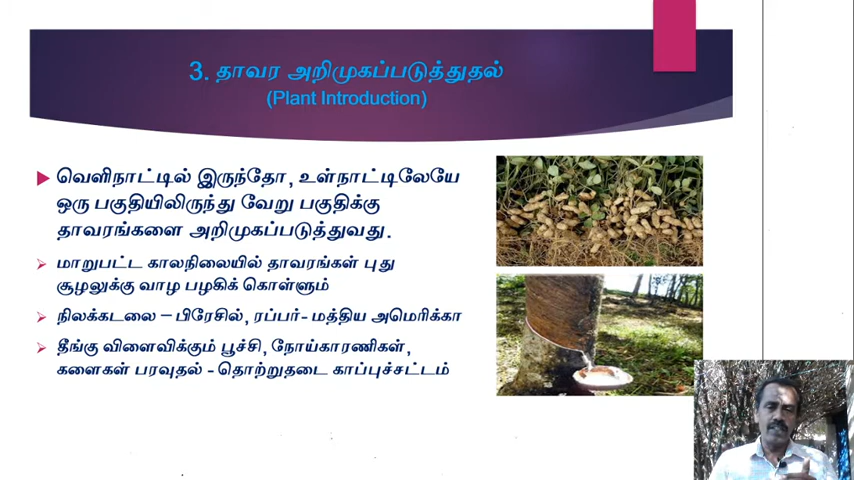 3. தாவர அறிமுகப்படுத்துதல்
(Plant Introduction)
வெளிநாட்டில் இருந்தோ, உள்நாட்டிலேயே
ஒரு பகுதியிலிருந்து வேறு பகுதிக்கு
தாவரங்களை அறிமுகப்படுத்துவது.
மாறுபட்ட காலநிலையில் தாவரங்கள் புது
சூழலுக்கு வாழ பழகிக் கொள்ளும்
நிலக்கடலை – பிரேசில், ரப்பர்- மத்திய அமெரிக்கா
தீங்கு விளைவிக்கும் பூச்சி, நோய்காரணிகள்,
களைகள் பரவுதல் - தொற்றுதடை காப்புச்சட்டம்